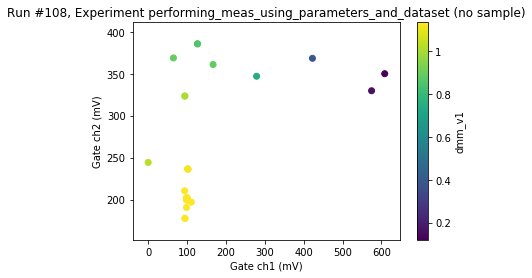 Run #108, Experiment performing_meas_using_parameters_and_dataset (no sample)
400
350
300
250
200
Gate ch2 (mV)
0 100 200 300 400 500 600
Gate ch1 (mV)
1
0.8
0.6
0.4
0.2
dmm_v1